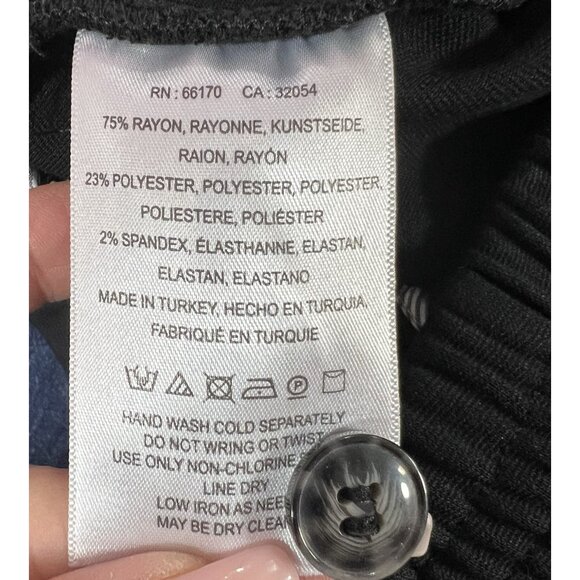 RN : 66170 CA : 32054
75% RAYON, RAYONNE, KUNSTSEIDE,
RAION, RAYÓN
23% POLYESTER, POLYESTER, POLYESTER,
POLIESTERE, POLIÉSTER
2% SPANDEX, ÉLASTHANNE, ELASTAN,
ELASTAN, ELASTANO
MADE IN TURKEY, HECHO EN TURQUIA,
FABRIQUÉ EN TURQUIE
P
HAND WASH COLD SEPARATELY
DO NOT WRING OR TWIST
USE ONLY NON-CHLORINE
LINE DRY
LOW IRON AS
MAY BE DRY